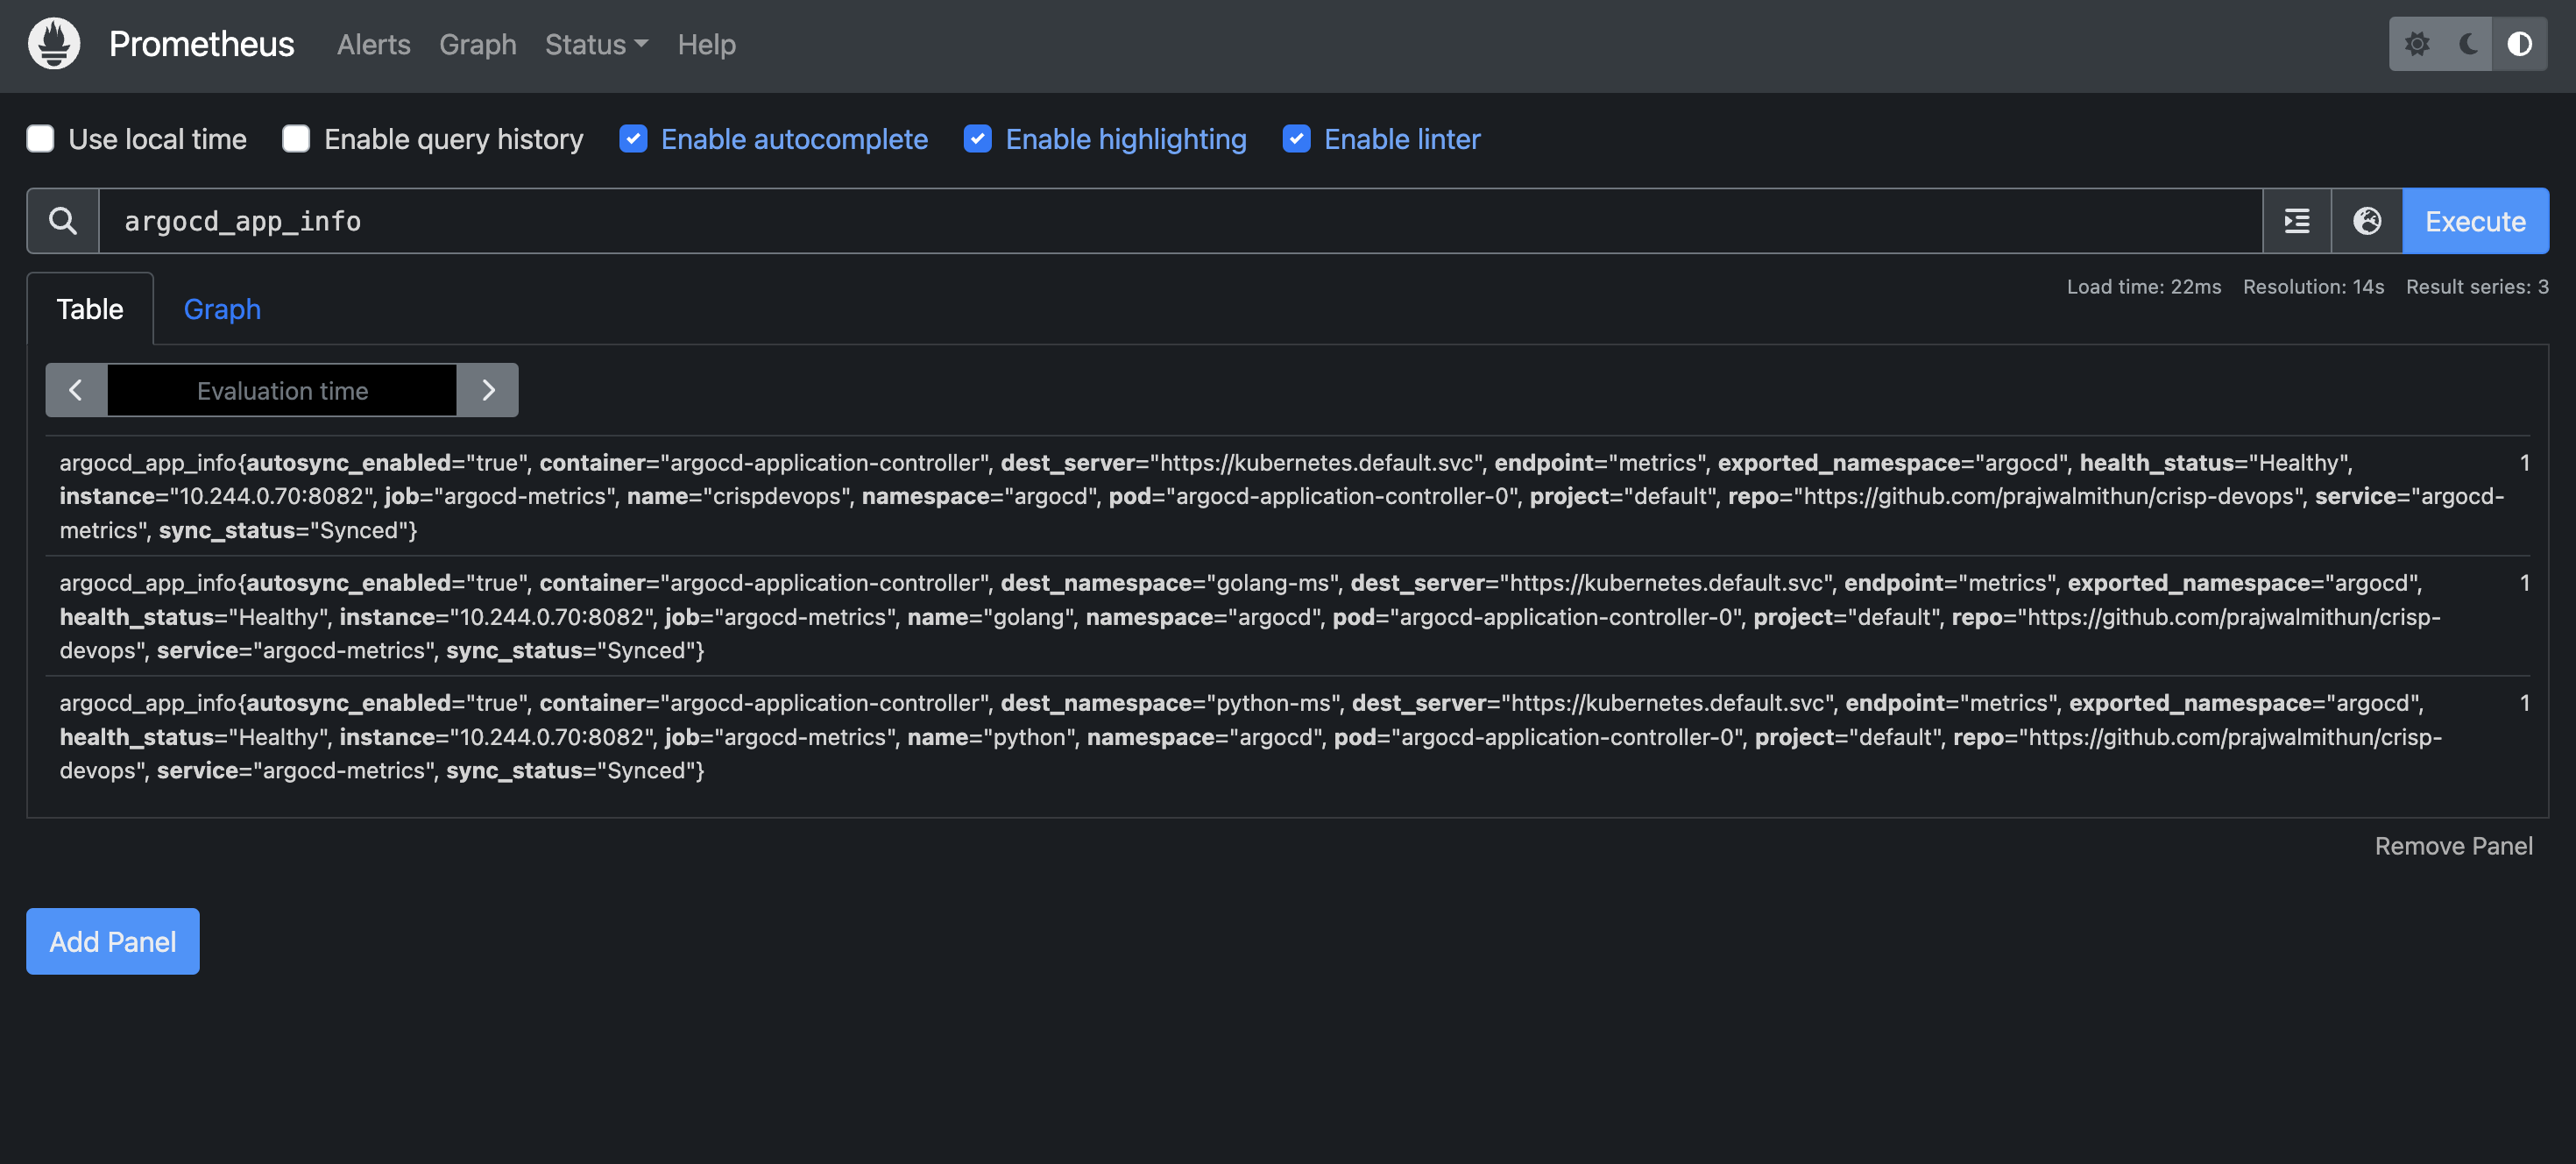 Prometheus Alerts Graph Status Help
Use local time Enable query history Enable autocomplete Enable highlighting Enable linter
argocd_app_info Execute
Load time: 22ms Resolution: 14s Result series: 3
Table Graph
Evaluation time
argocd_app_info{autosync_enabled="true", container="argocd-application-controller", dest_server="https://kubernetes.default.svc", endpoint="metrics", exported_namespace="argocd", health_status="Healthy", 1
instance="10.244.0.70:8082", job="argocd-metrics", name="crispdevops", namespace="argocd", pod="argocd-application-controller-0", project="default", repo="https://github.com/prajwalmithun/crisp-devops", service="argocd-
metrics", sync_status="Synced"}
argocd_app_info{autosync_enabled="true", container="argocd-application-controller", dest_namespace="golang-ms", dest_server="https://kubernetes.default.svc", endpoint="metrics", exported_namespace="argocd", 1
health_status="Healthy", instance="10.244.0.70:8082", job="argocd-metrics", name="golang", namespace="argocd", pod="argocd-application-controller-0", project="default", repo="https://github.com/prajwalmithun/crisp-
devops", service="argocd-metrics", sync_status="Synced"}
argocd_app_info{autosync_enabled="true", container="argocd-application-controller", dest_namespace="python-ms", dest_server="https://kubernetes.default.svc", endpoint="metrics", exported_namespace="argocd", 1
health_status="Healthy", instance="10.244.0.70:8082", job="argocd-metrics", name="python", namespace="argocd", pod="argocd-application-controller-0", project="default", repo="https://github.com/prajwalmithun/crisp-
devops", service="argocd-metrics", sync_status="Synced"}
Remove Panel
Add Panel